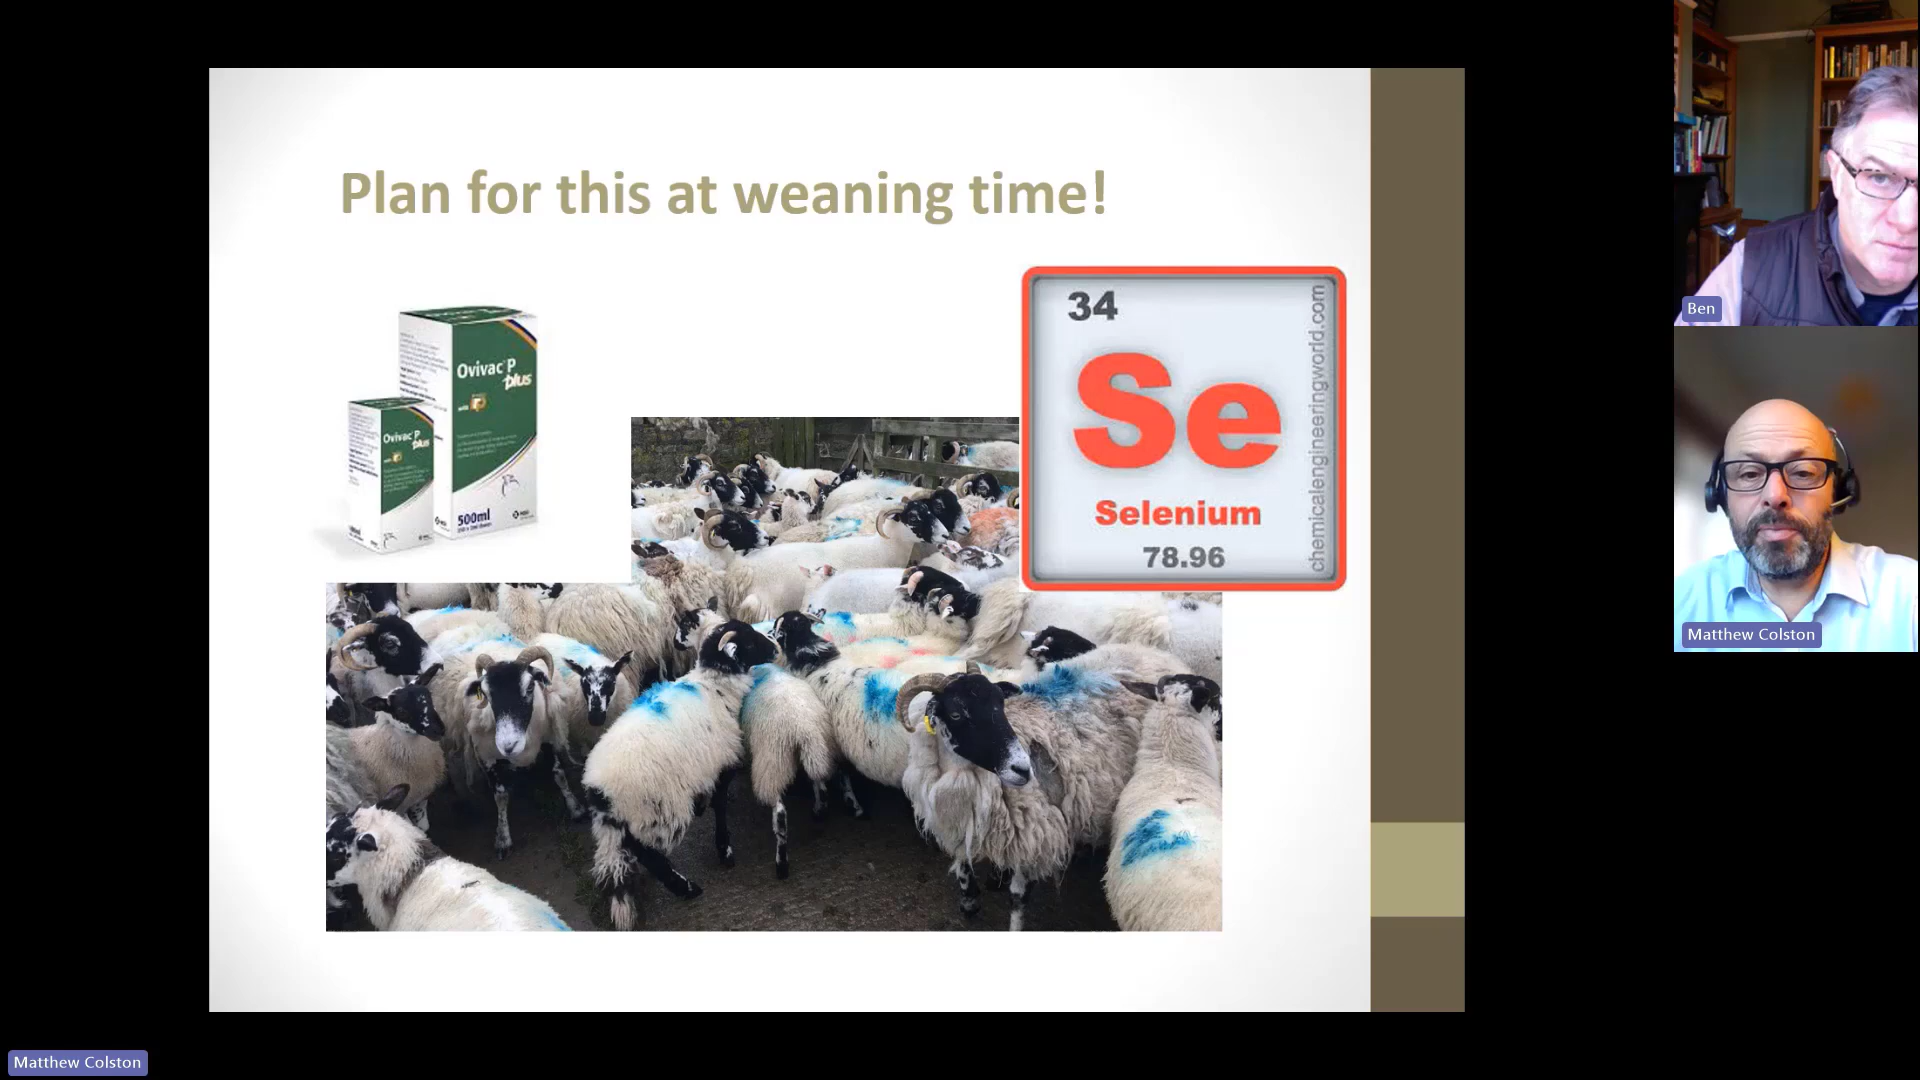 Plan for this at weaning time!
Ovivac P
plus
500ml
Ovivac P
plus
34
Se
Selenium
78.96
chemicalengineeringworld.com
Ben
Matthew Colston
Matthew Colston